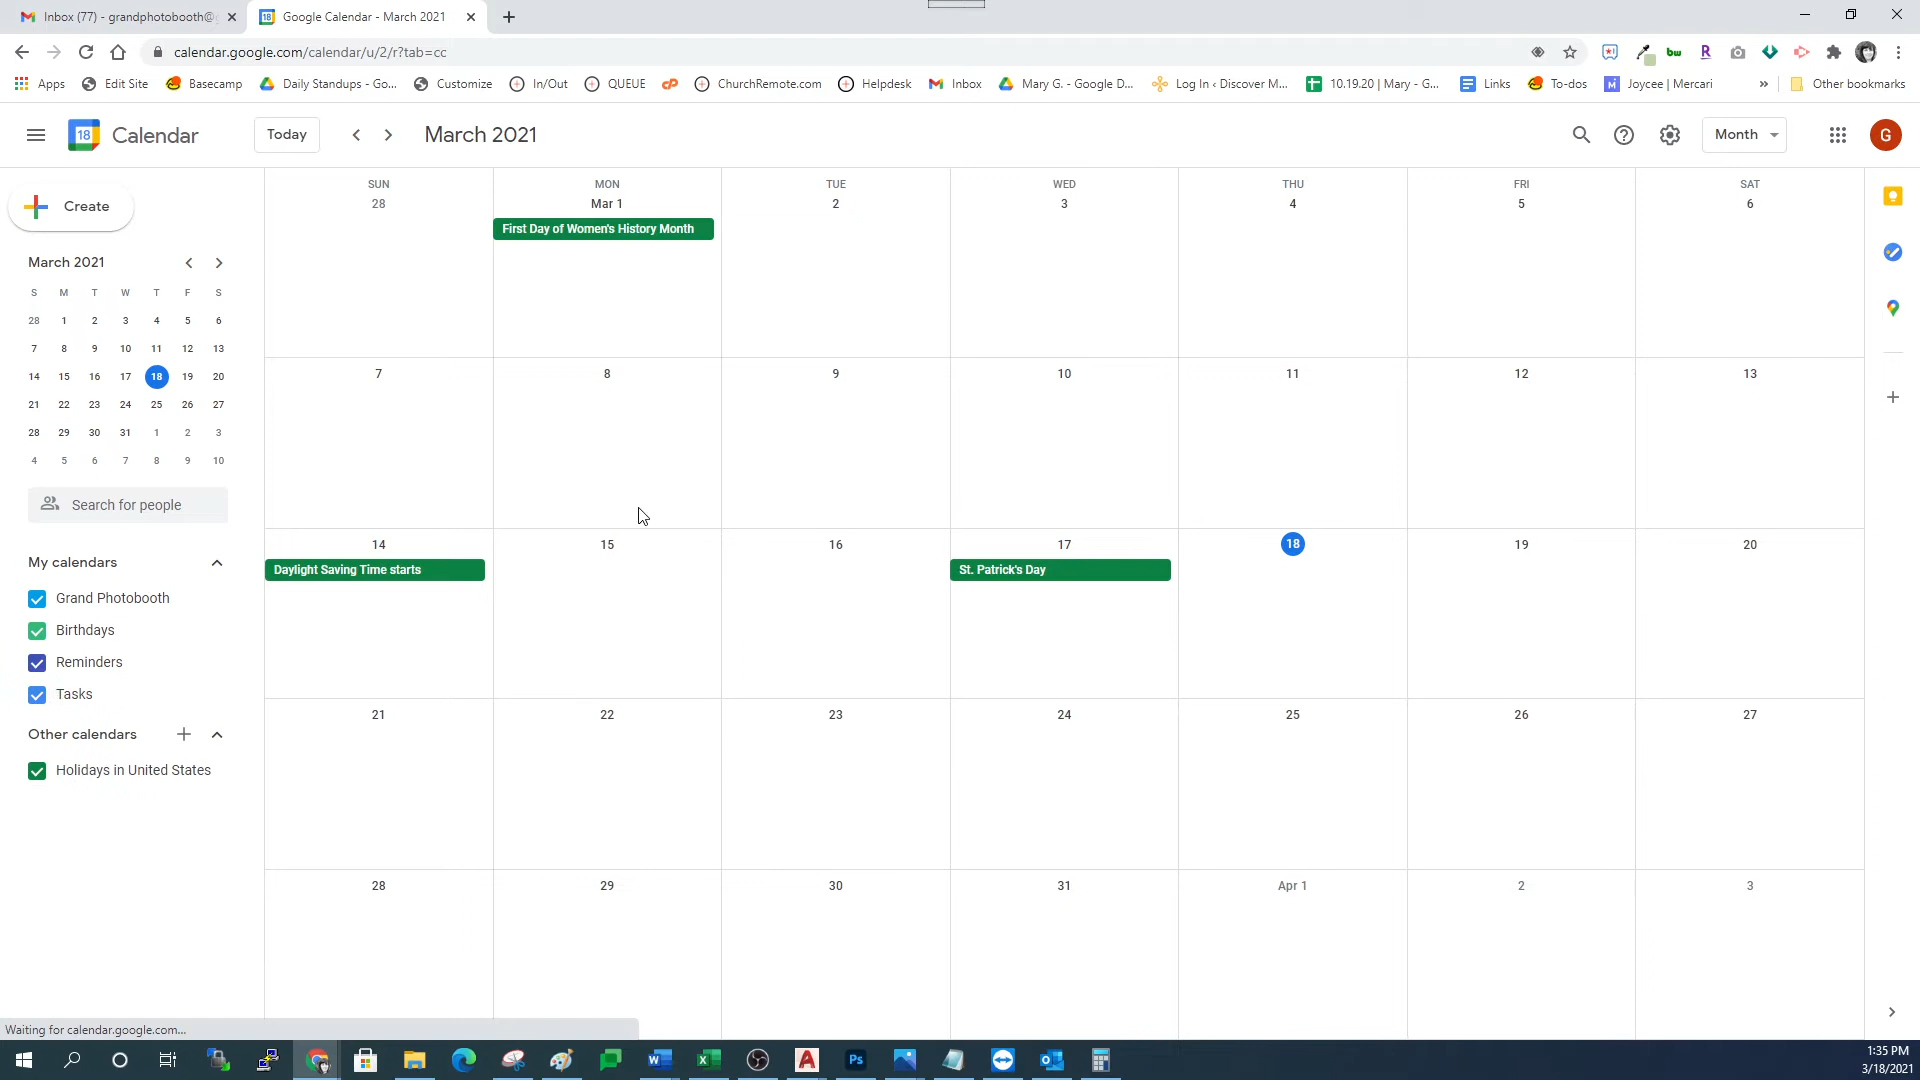 Inbox (77) - grandphotobooth@g
Google Calendar - March 2021
calendar.google.com/calendar/u/2/r?tab=cc
Apps
Edit Site
Basecamp
Daily Standups - Go...
Customize
In/Out
QUEUE
cP
ChurchRemote.com
Helpdesk
Inbox
Mary G. - Google D...
Log In ‹ Discover M...
10.19.20 | Mary - G...
Links
To-dos
Joycee | Mercari
»
Other bookmarks
18 Calendar
Today
March 2021
Month
G
Create
March 2021
S M T W T F S
28 1 2 3 4 5 6
7 8 9 10 11 12 13
14 15 16 17 18 19 20
21 22 23 24 25 26 27
28 29 30 31 1 2 3
4 5 6 7 8 9 10
Search for people
My calendars
Grand Photobooth
Birthdays
Reminders
Tasks
Other calendars
Holidays in United States
SUN MON TUE WED THU FRI SAT
28 Mar 1 2 3 4 5 6
First Day of Women's History Month
7 8 9 10 11 12 13
14 15 16 17 18 19 20
Daylight Saving Time starts
St. Patrick's Day
21 22 23 24 25 26 27
28 29 30 31 Apr 1 2 3
Waiting for calendar.google.com...
1:35 PM
3/18/2021